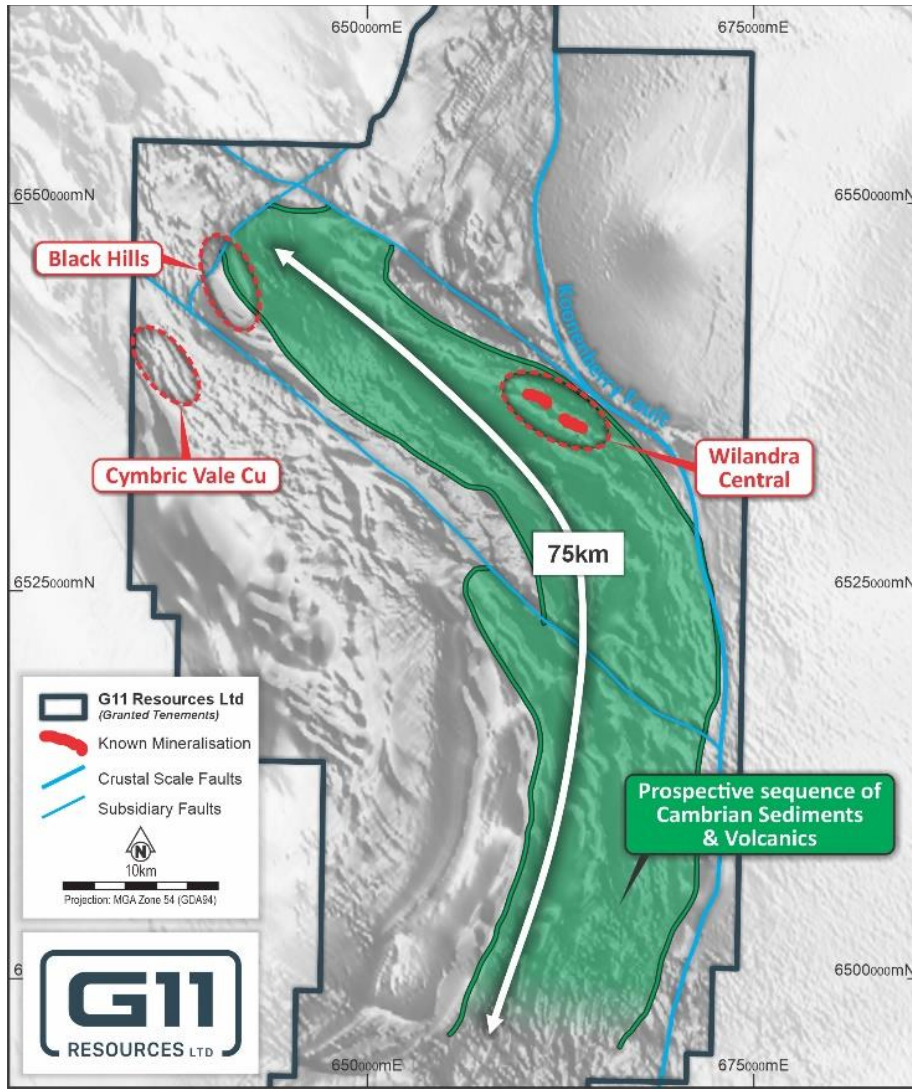 650000mE
675000mE
6550000mN
6550000mN
Black Hills
Koonenberry Fault
Cymbric Vale Cu
Wilandra
Central
75km
6525000mN
6525000mN
G11 Resources Ltd
(Granted Tenements)
Known Mineralisation
Crustal Scale Faults
Subsidiary Faults
N
10km
Projection: MGA Zone 54 (GDA94)
Prospective sequence of
Cambrian Sediments
& Volcanics
6500000mN
G11
RESOURCES LTD
650000mE
675000mE